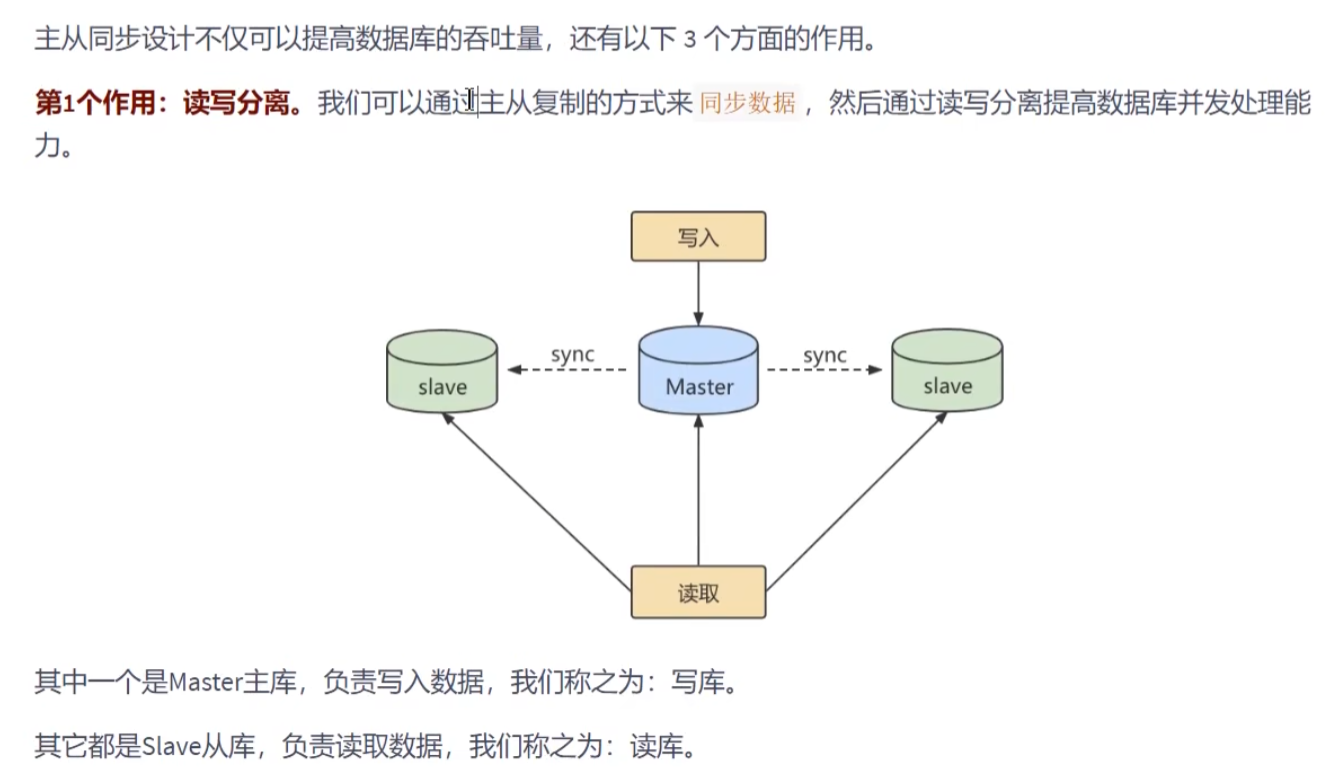 主从同步设计不仅可以提高数据库的吞吐量，还有以下 3 个方面的作用。
第1个作用：读写分离。我们可以通过主从复制的方式来 同步数据 ，然后通过读写分离提高数据库并发处理能
力。
写入
sync
sync
slave
Master
slave
读取
其中一个是Master主库，负责写入数据，我们称之为：写库。
其它都是Slave从库，负责读取数据，我们称之为：读库。